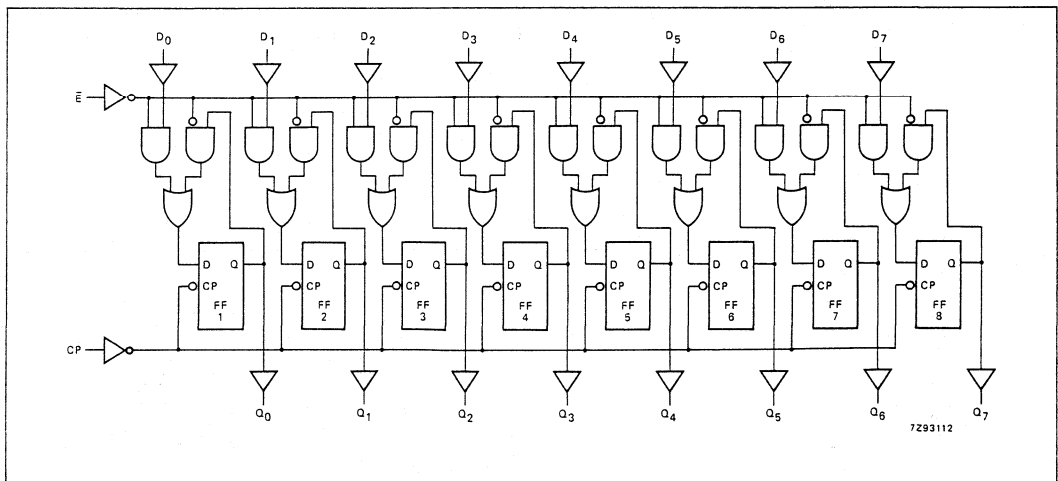 D0 D1 D2 D3 D4 D5 D6 D7
E̅
D Q D Q D Q D Q D Q D Q D Q D Q
CP CP CP CP CP CP CP CP
FF FF FF FF FF FF FF FF
1 2 3 4 5 6 7 8
CP
Q0 Q1 Q2 Q3 Q4 Q5 Q6 Q7
7Z93112